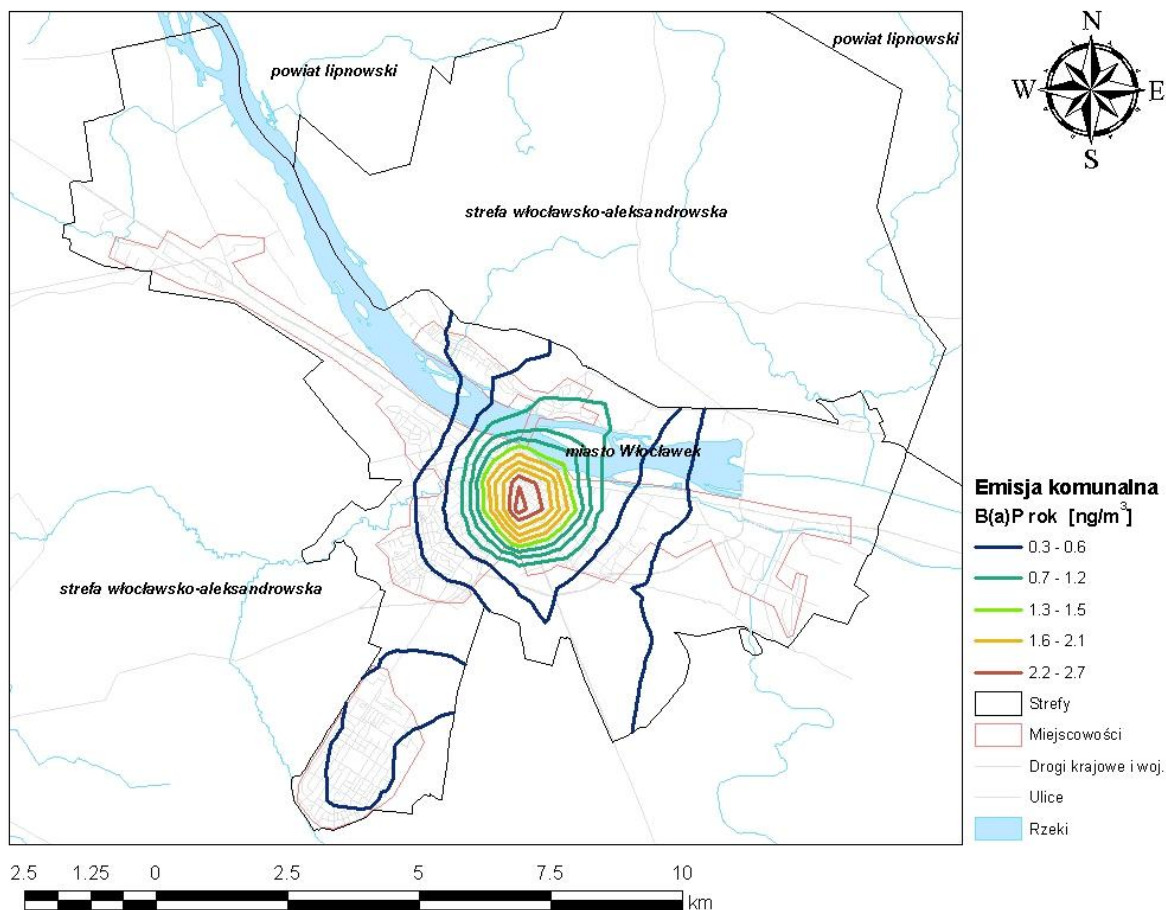 powiat lipnowski
powiat lipnowski
strefa włocławsko-aleksandrowska
miasto Włocławek
strefa włocławsko-aleksandrowska
N
W E
S
Emisja komunalna
B(a)P rok [ng/m³]
0.3 - 0.6
0.7 - 1.2
1.3 - 1.5
1.6 - 2.1
2.2 - 2.7
Strefy
Miejscowości
Drogi krajowe i woj.
Ulice
Rzeki
2.5 1.25 0 2.5 5 7.5 10
km